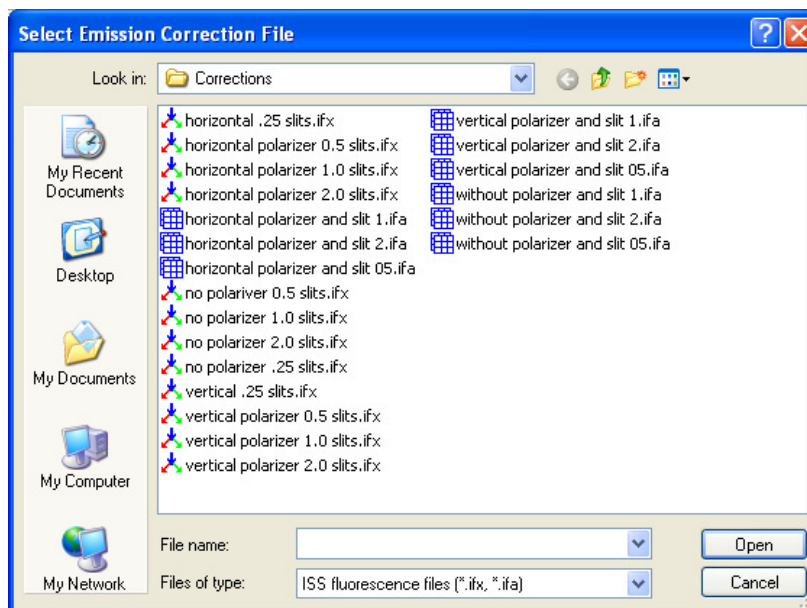 Select Emission Correction File
Look in: Corrections
My Recent
Documents
Desktop
My Documents
My Computer
My Network
horizontal .25 slits.ifx
horizontal polarizer 0.5 slits.ifx
horizontal polarizer 1.0 slits.ifx
horizontal polarizer 2.0 slits.ifx
horizontal polarizer and slit 1.ifa
horizontal polarizer and slit 2.ifa
horizontal polarizer and slit 05.ifa
no polariver 0.5 slits.ifx
no polarizer 1.0 slits.ifx
no polarizer 2.0 slits.ifx
no polarizer .25 slits.ifx
vertical .25 slits.ifx
vertical polarizer 0.5 slits.ifx
vertical polarizer 1.0 slits.ifx
vertical polarizer 2.0 slits.ifx
vertical polarizer and slit 1.ifa
vertical polarizer and slit 2.ifa
vertical polarizer and slit 05.ifa
without polarizer and slit 1.ifa
without polarizer and slit 2.ifa
without polarizer and slit 05.ifa
File name:
Open
Files of type: ISS fluorescence files (*.ifx, *.ifa)
Cancel